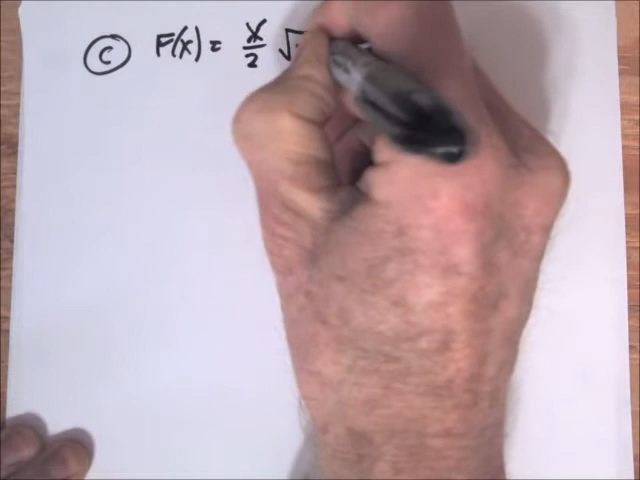 Ⓒ F(x) = x/2 √